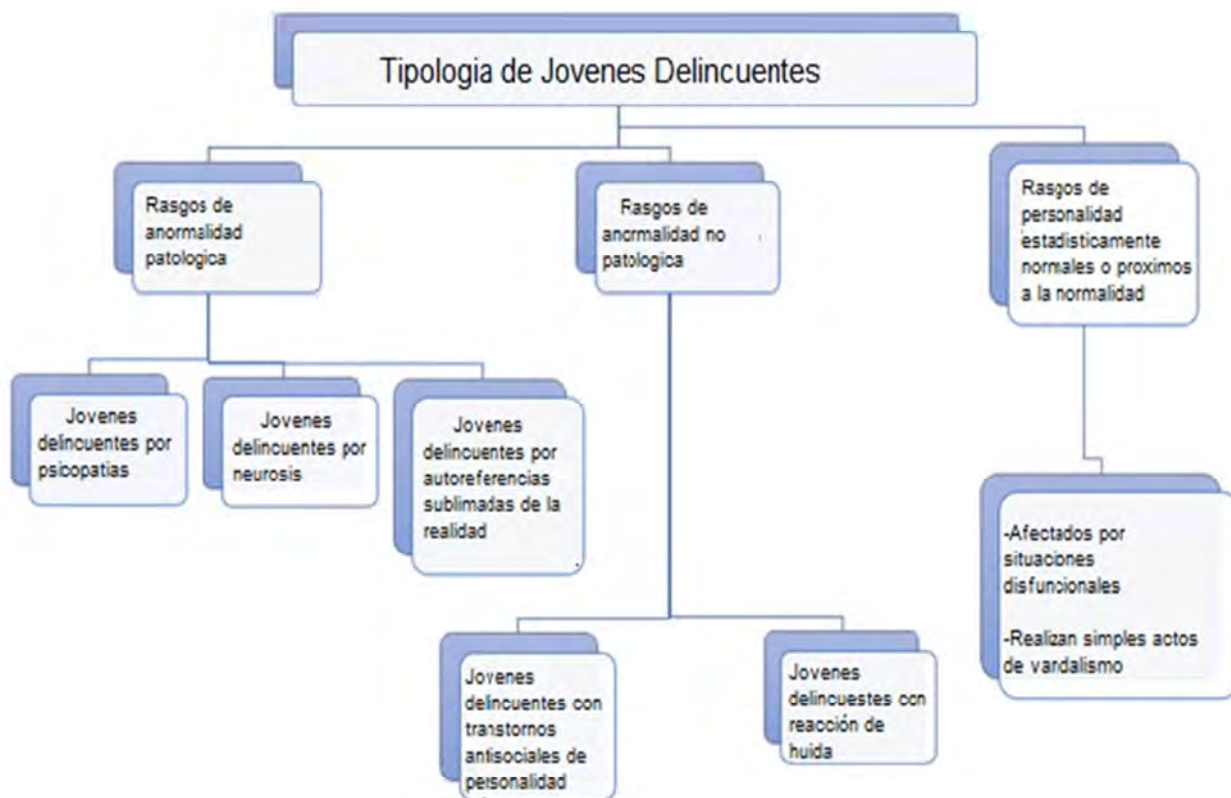 Tipologia de Jovenes Delincuentes
Rasgos de
anormalidad
patologica
Rasgos de
anormalidad no
patologica
Rasgos de
personalidad
estadisticamente
normales o proximos
a la normalidad
Jovenes
delincuentes por
psicopatias
Jovenes
delincuentes por
neurosis
Jovenes
delincuentes por
autoreferencias
sublimadas de la
realidad
-Afectados por
situaciones
disfuncionales
-Realizan simples actos
de vardalismo
Jovenes
delincuentes con
transtornos
antisociales de
personalidad
Jovenes
delincuestes con
reacción de
huida